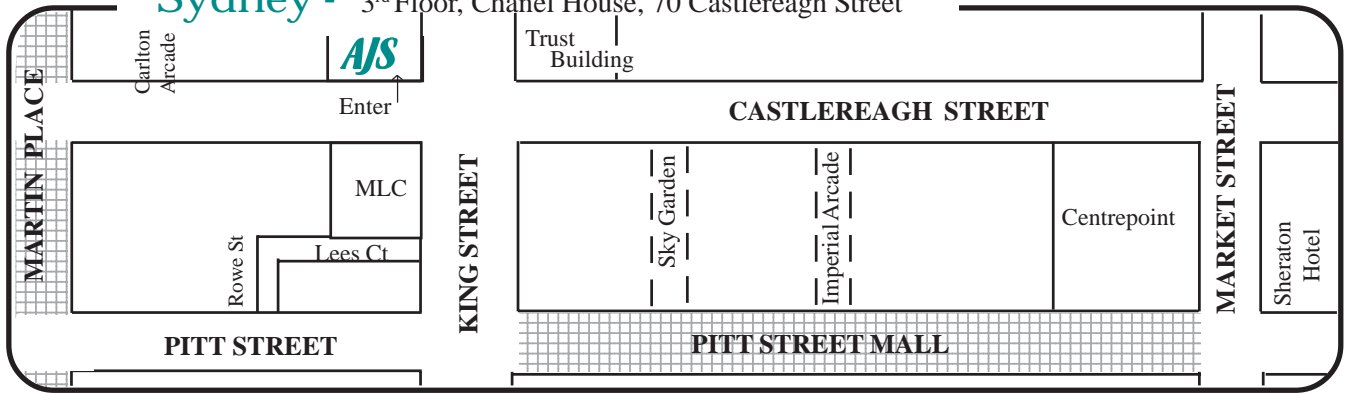 Sydney - 3rd Floor, Chanel House, 70 Castlereagh Street
Carlton
Arcade
AJS
Enter
Trust
Building
MARTIN PLACE
CASTLEREAGH STREET
MARKET STREET
MLC
KING STREET
Sky Garden
Imperial Arcade
Centrepoint
Sheraton
Hotel
Rowe St
Lees Ct
PITT STREET
PITT STREET MALL